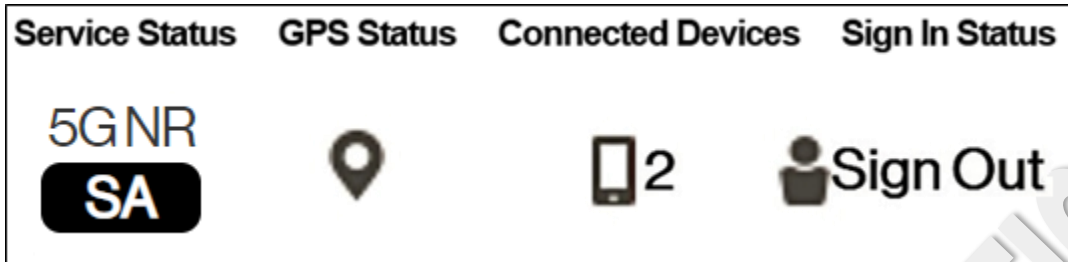 Service Status GPS Status Connected Devices Sign In Status
5G NR
SA
2 Sign Out